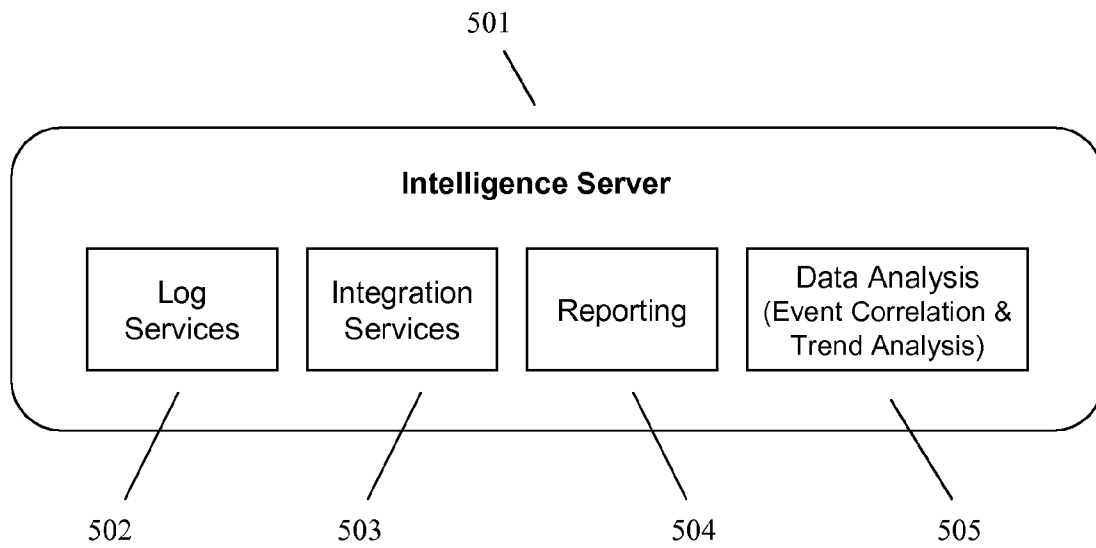 501
Intelligence Server
Log
Services
Integration
Services
Reporting
Data Analysis
(Event Correlation &
Trend Analysis)
502
503
504
505